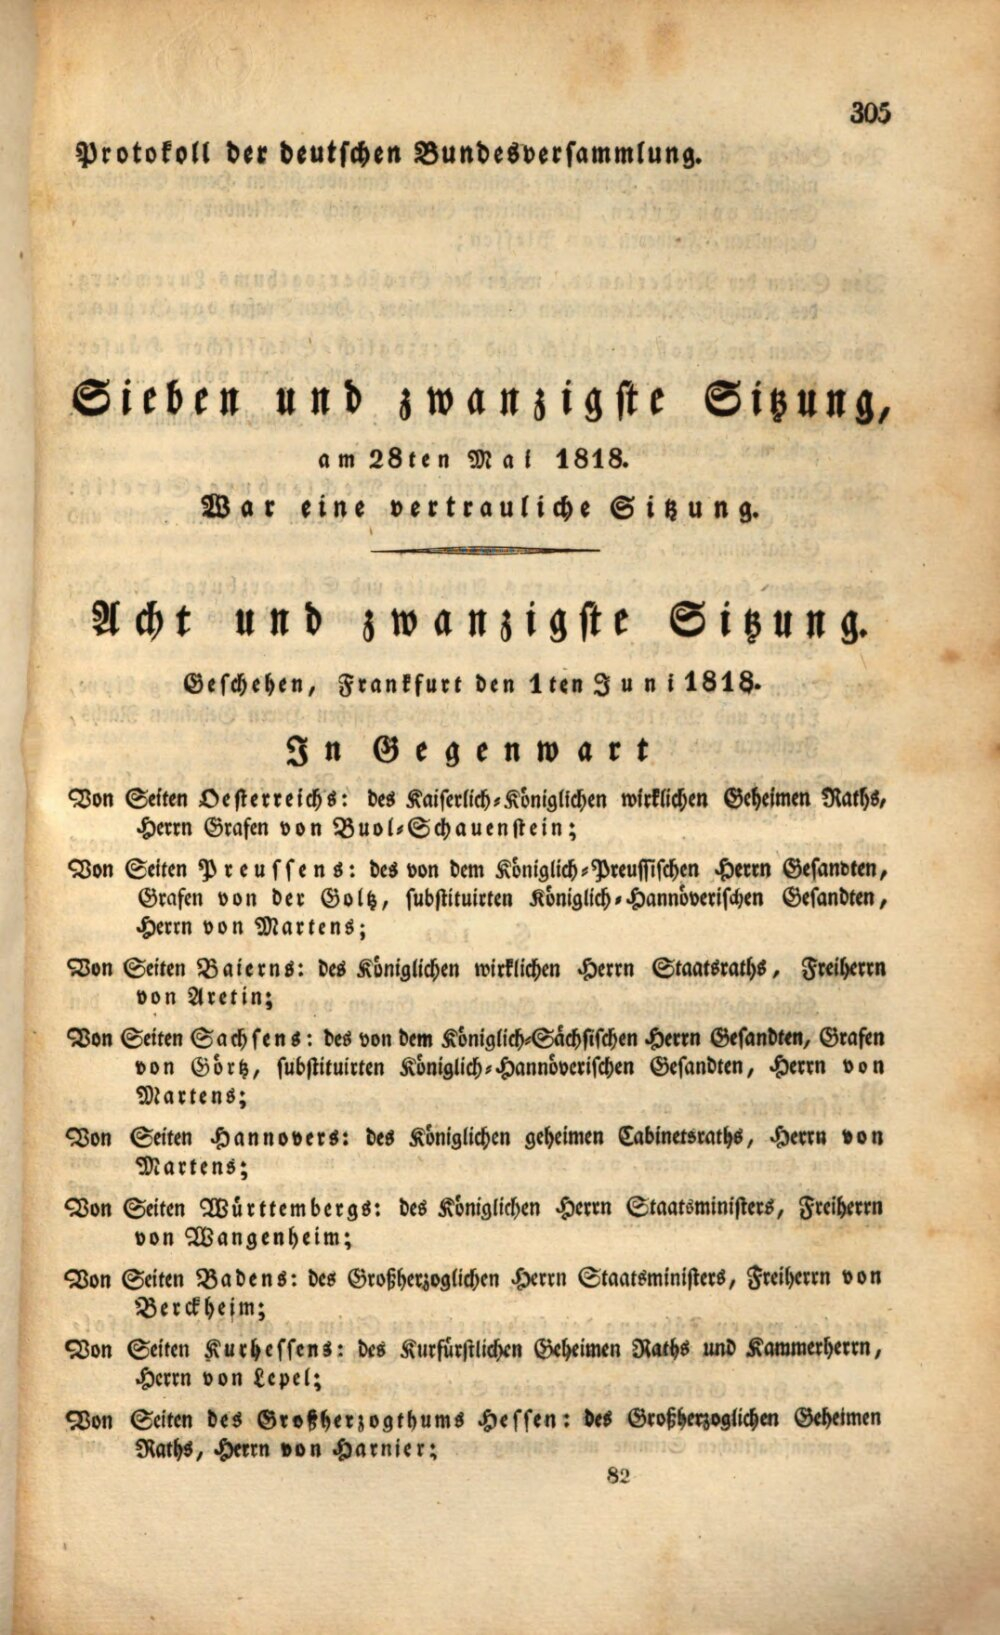 305
Protokoll der deutschen Bundesversammlung.
Sieben und zwanzigste Sitzung,
am 28ten Mai 1818.
War eine vertrauliche Sitzung.
Acht und zwanzigste Sitzung.
Geschehen, Frankfurt den 1ten Juni 1818.
In Gegenwart
Von Seiten Oesterreichs: des Kaiserlich-Königlichen wirklichen Geheimen Raths,
Herrn Grafen von Buol-Schauenstein;
Von Seiten Preussens: des von dem Königlich-Preussischen Herrn Gesandten,
Grafen von der Goltz, substituirten Königlich-Hannöverischen Gesandten,
Herrn von Martens;
Von Seiten Baierns: des Königlichen wirklichen Herrn Staatsraths, Freiherrn
von Aretin;
Von Seiten Sachsens: des von dem Königlich-Sächsischen Herrn Gesandten, Grafen
von Görtz, substituirten Königlich-Hannöverischen Gesandten, Herrn von
Martens;
Von Seiten Hannovers: des Königlichen geheimen Cabinetsraths, Herrn von
Martens;
Von Seiten Württembergs: des Königlichen Herrn Staatsministers, Freiherrn
von Wangenheim;
Von Seiten Badens: des Großherzoglichen Herrn Staatsministers, Freiherrn von
Berckheim;
Von Seiten Kurhessens: des Kurfürstlichen Geheimen Raths und Kammerherrn,
Herrn von Lepel;
Von Seiten des Großherzogthums Hessen: des Großherzoglichen Geheimen
Raths, Herrn von Harnier;
82